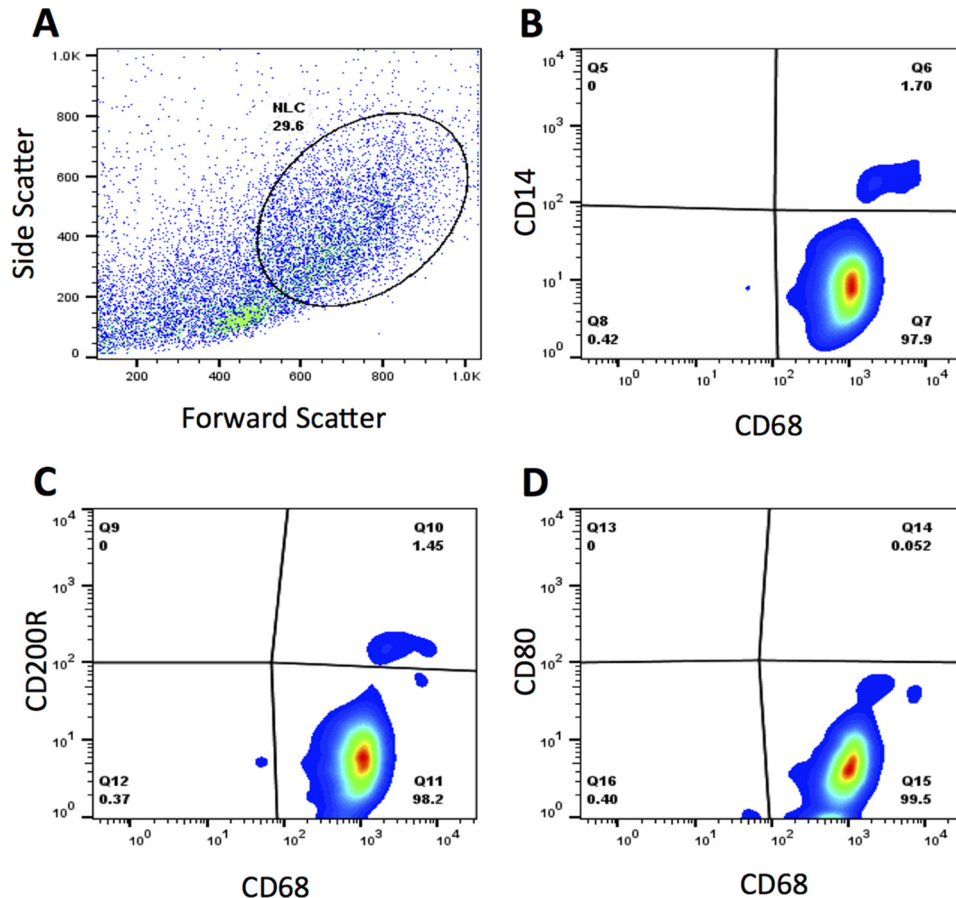 A
Side Scatter
1.0K
800
600
400
200
0
NLC
29.6
200
400
600
800
1.0K
Forward Scatter
B
CD14
10^4
10^3
10^2
10^1
10^0
Q5
0
Q6
1.70
Q8
0.42
Q7
97.9
10^0
10^1
10^2
10^3
10^4
CD68
C
CD200R
10^4
10^3
10^2
10^1
10^0
Q9
0
Q10
1.45
Q12
0.37
Q11
98.2
10^0
10^1
10^2
10^3
10^4
CD68
D
CD80
10^4
10^3
10^2
10^1
10^0
Q13
0
Q14
0.052
Q16
0.40
Q15
99.5
10^0
10^1
10^2
10^3
10^4
CD68